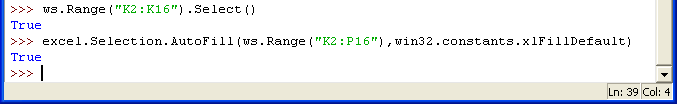 >>> ws.Range("K2:K16").Select()
True
>>> excel.Selection.AutoFill(ws.Range("K2:P16"),win32.constants.xlFillDefault)
True
>>>
Ln: 39 Col: 4